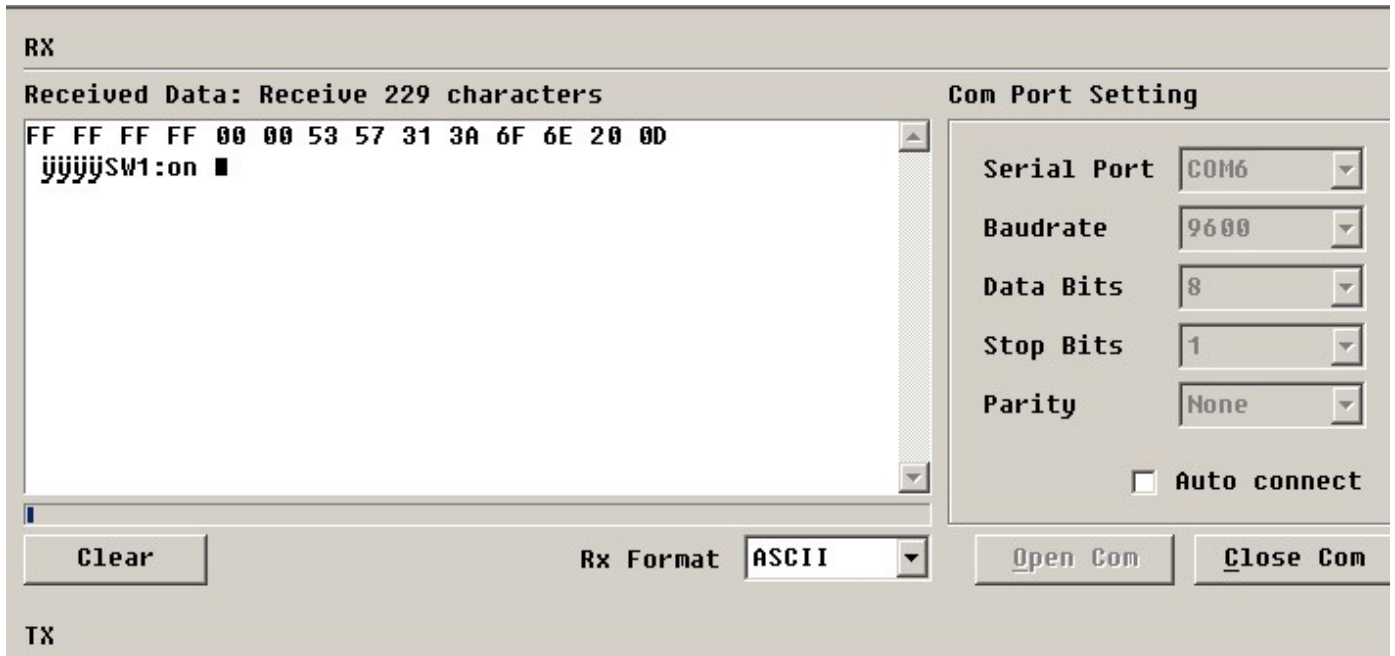 RX
Received Data: Receive 229 characters
FF FF FF FF 00 00 53 57 31 3A 6F 6E 20 0D
ÿÿÿÿÿSW1:on ∎
Clear
Rx Format ASCII
Com Port Setting
Serial Port COM6
Baudrate 9600
Data Bits 8
Stop Bits 1
Parity None
Auto connect
Open Com Close Com
TX